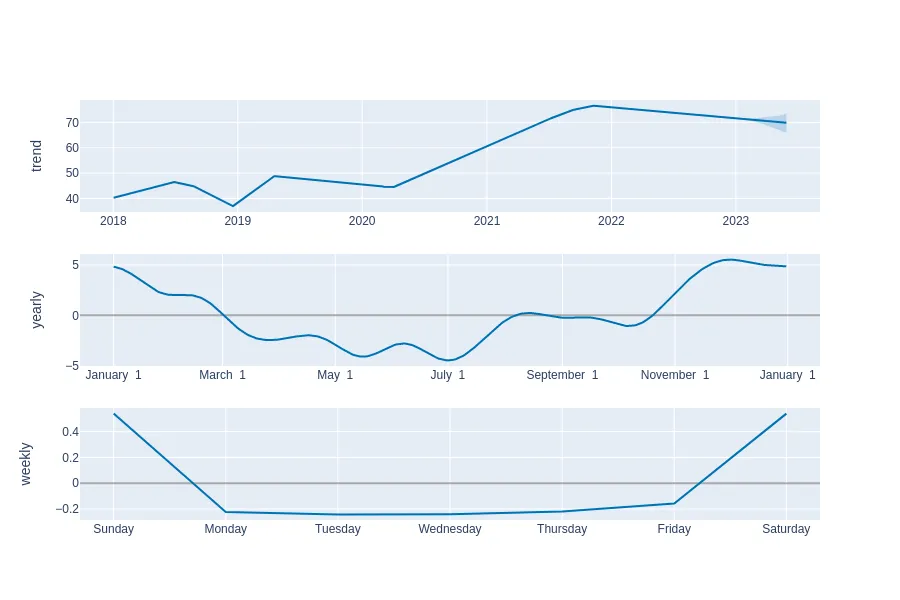 trend
70
60
50
40
2018 2019 2020 2021 2022 2023
yearly
5
0
−5
January 1 March 1 May 1 July 1 September 1 November 1 January 1
weekly
0.4
0.2
0
−0.2
Sunday Monday Tuesday Wednesday Thursday Friday Saturday